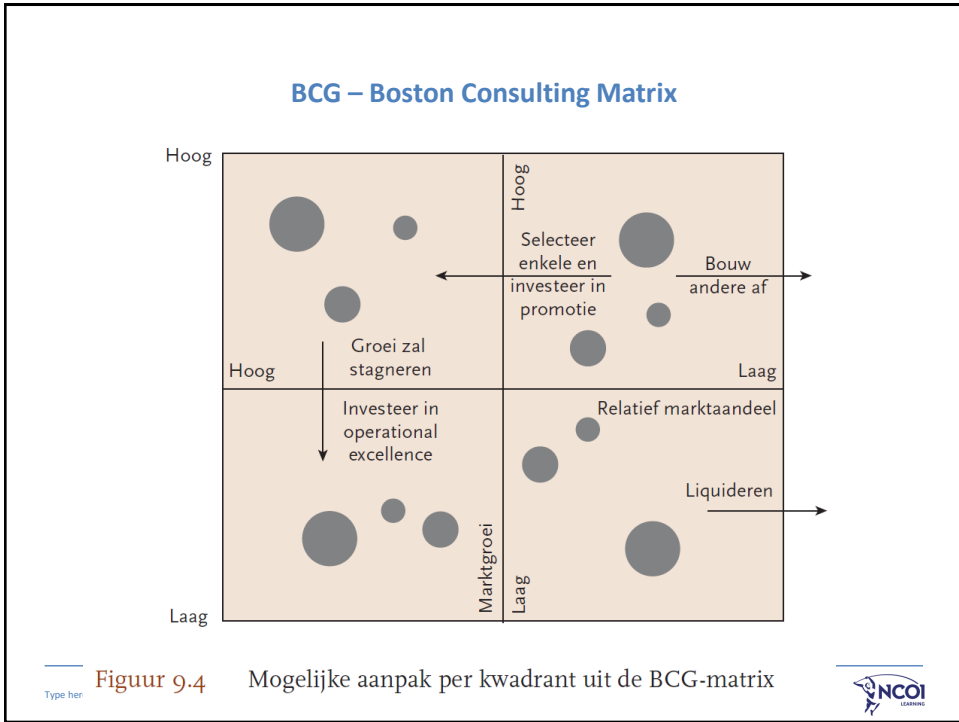 BCG – Boston Consulting Matrix
Hoog
Hoog
Selecteer
enkele en
investeer in
promotie
Bouw
andere af
Groei zal
stagneren
Hoog
Laag
Investeer in
operational
excellence
Relatief marktaandeel
Liquideren
Marktgroei
Laag
Laag
Type her
Figuur 9.4 Mogelijke aanpak per kwadrant uit de BCG-matrix
NCOI
LEARNING